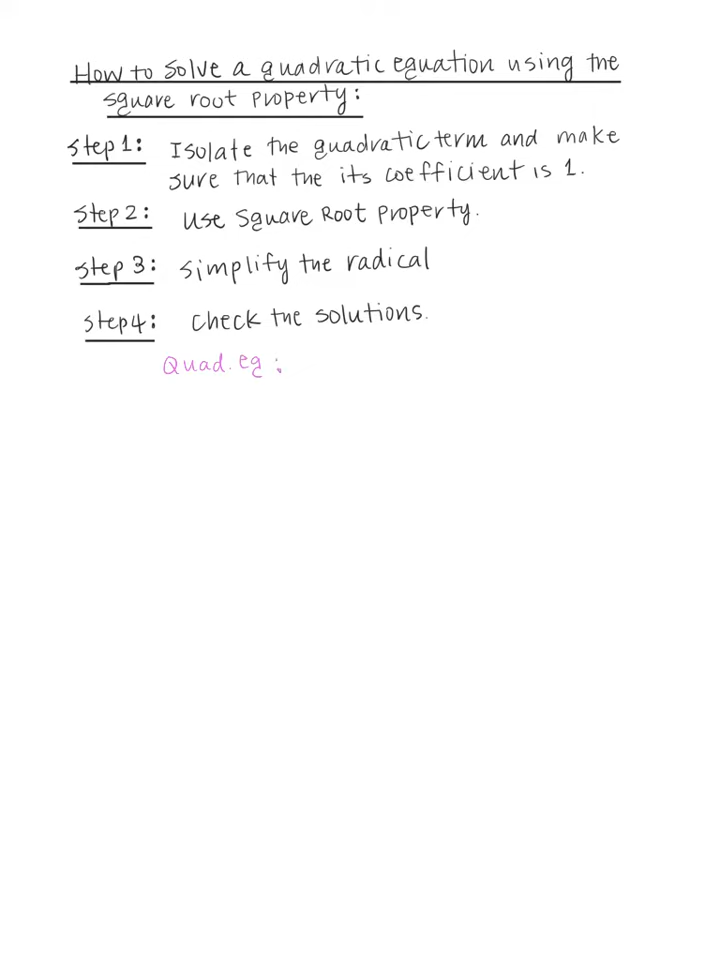 How to solve a quadratic equation using the
square root property:
Step 1: Isolate the quadratic term and make
sure that the its coefficient is 1.
Step 2: Use Square Root Property.
Step 3: Simplify the radical
Step 4: Check the solutions.
Quad. eq :